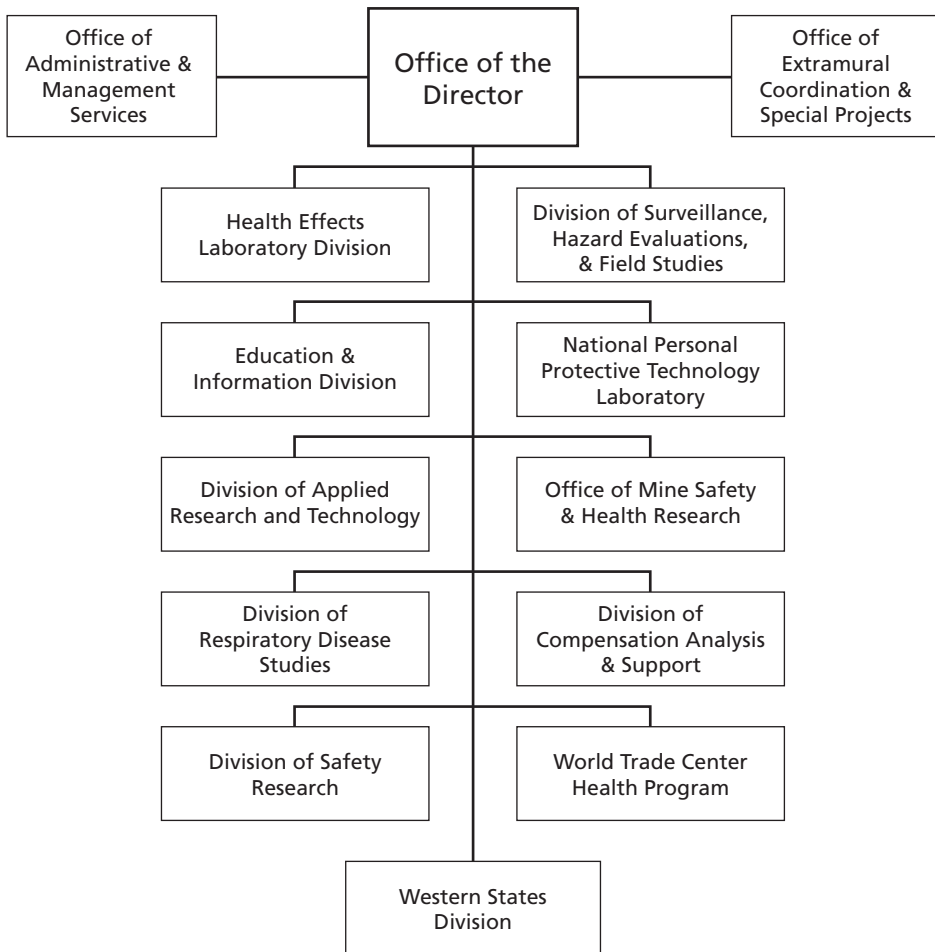 Office of
Administrative &
Management
Services
Office of the
Director
Office of
Extramural
Coordination &
Special Projects
Health Effects
Laboratory Division
Division of Surveillance,
Hazard Evaluations,
& Field Studies
Education &
Information Division
National Personal
Protective Technology
Laboratory
Division of Applied
Research and Technology
Office of Mine Safety
& Health Research
Division of
Respiratory Disease
Studies
Division of
Compensation Analysis
& Support
Division of Safety
Research
World Trade Center
Health Program
Western States
Division